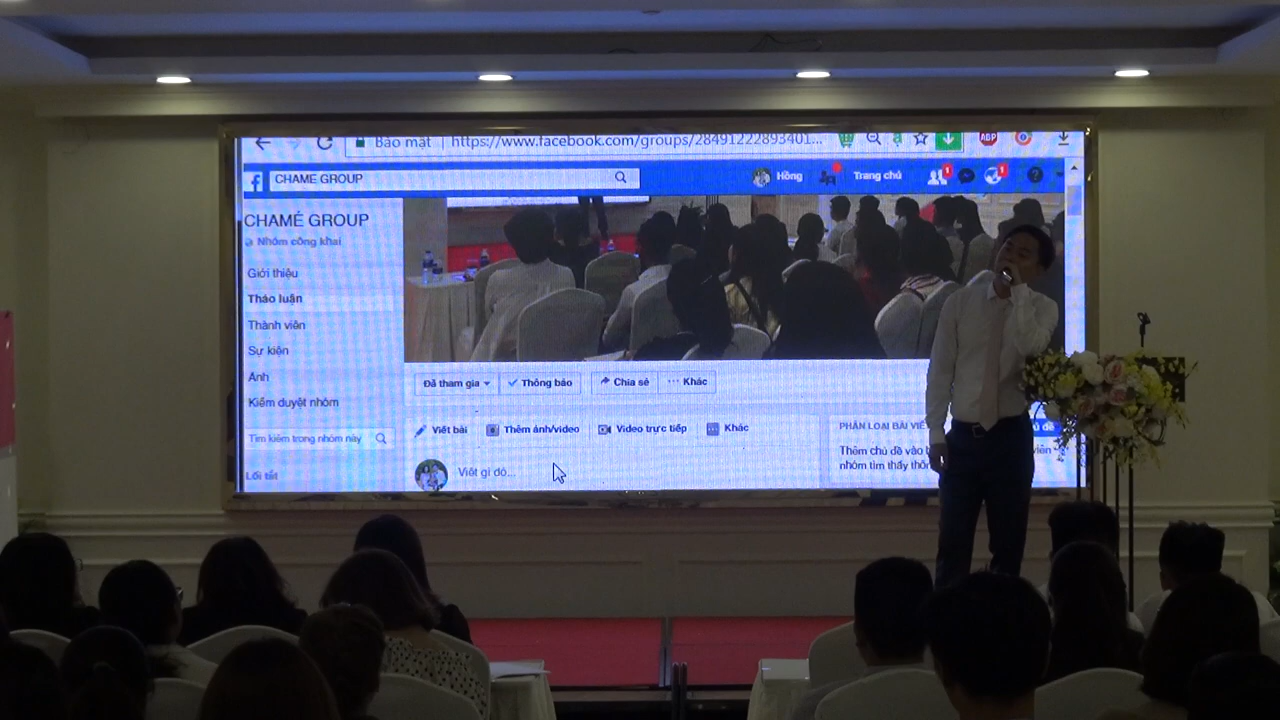 Bảo mật https://www.facebook.com/groups/28491222893401...
ABP
f CHAMÉ GROUP Hồng Trang chủ 1 1 ?
CHAMÉ GROUP
Nhóm công khai
Giới thiệu
Thảo luận
Thành viên
Sự kiện
Ảnh
Kiểm duyệt nhóm
Tìm kiếm trong nhóm này
Lối tắt
Đã tham gia Thông báo Chia sẻ ··· Khác
Viết bài Thêm ảnh/video Video trực tiếp Khác
Viết gì đó...
PHÂN LOẠI BÀI
Thêm chủ đề vào
nhóm tìm thấy